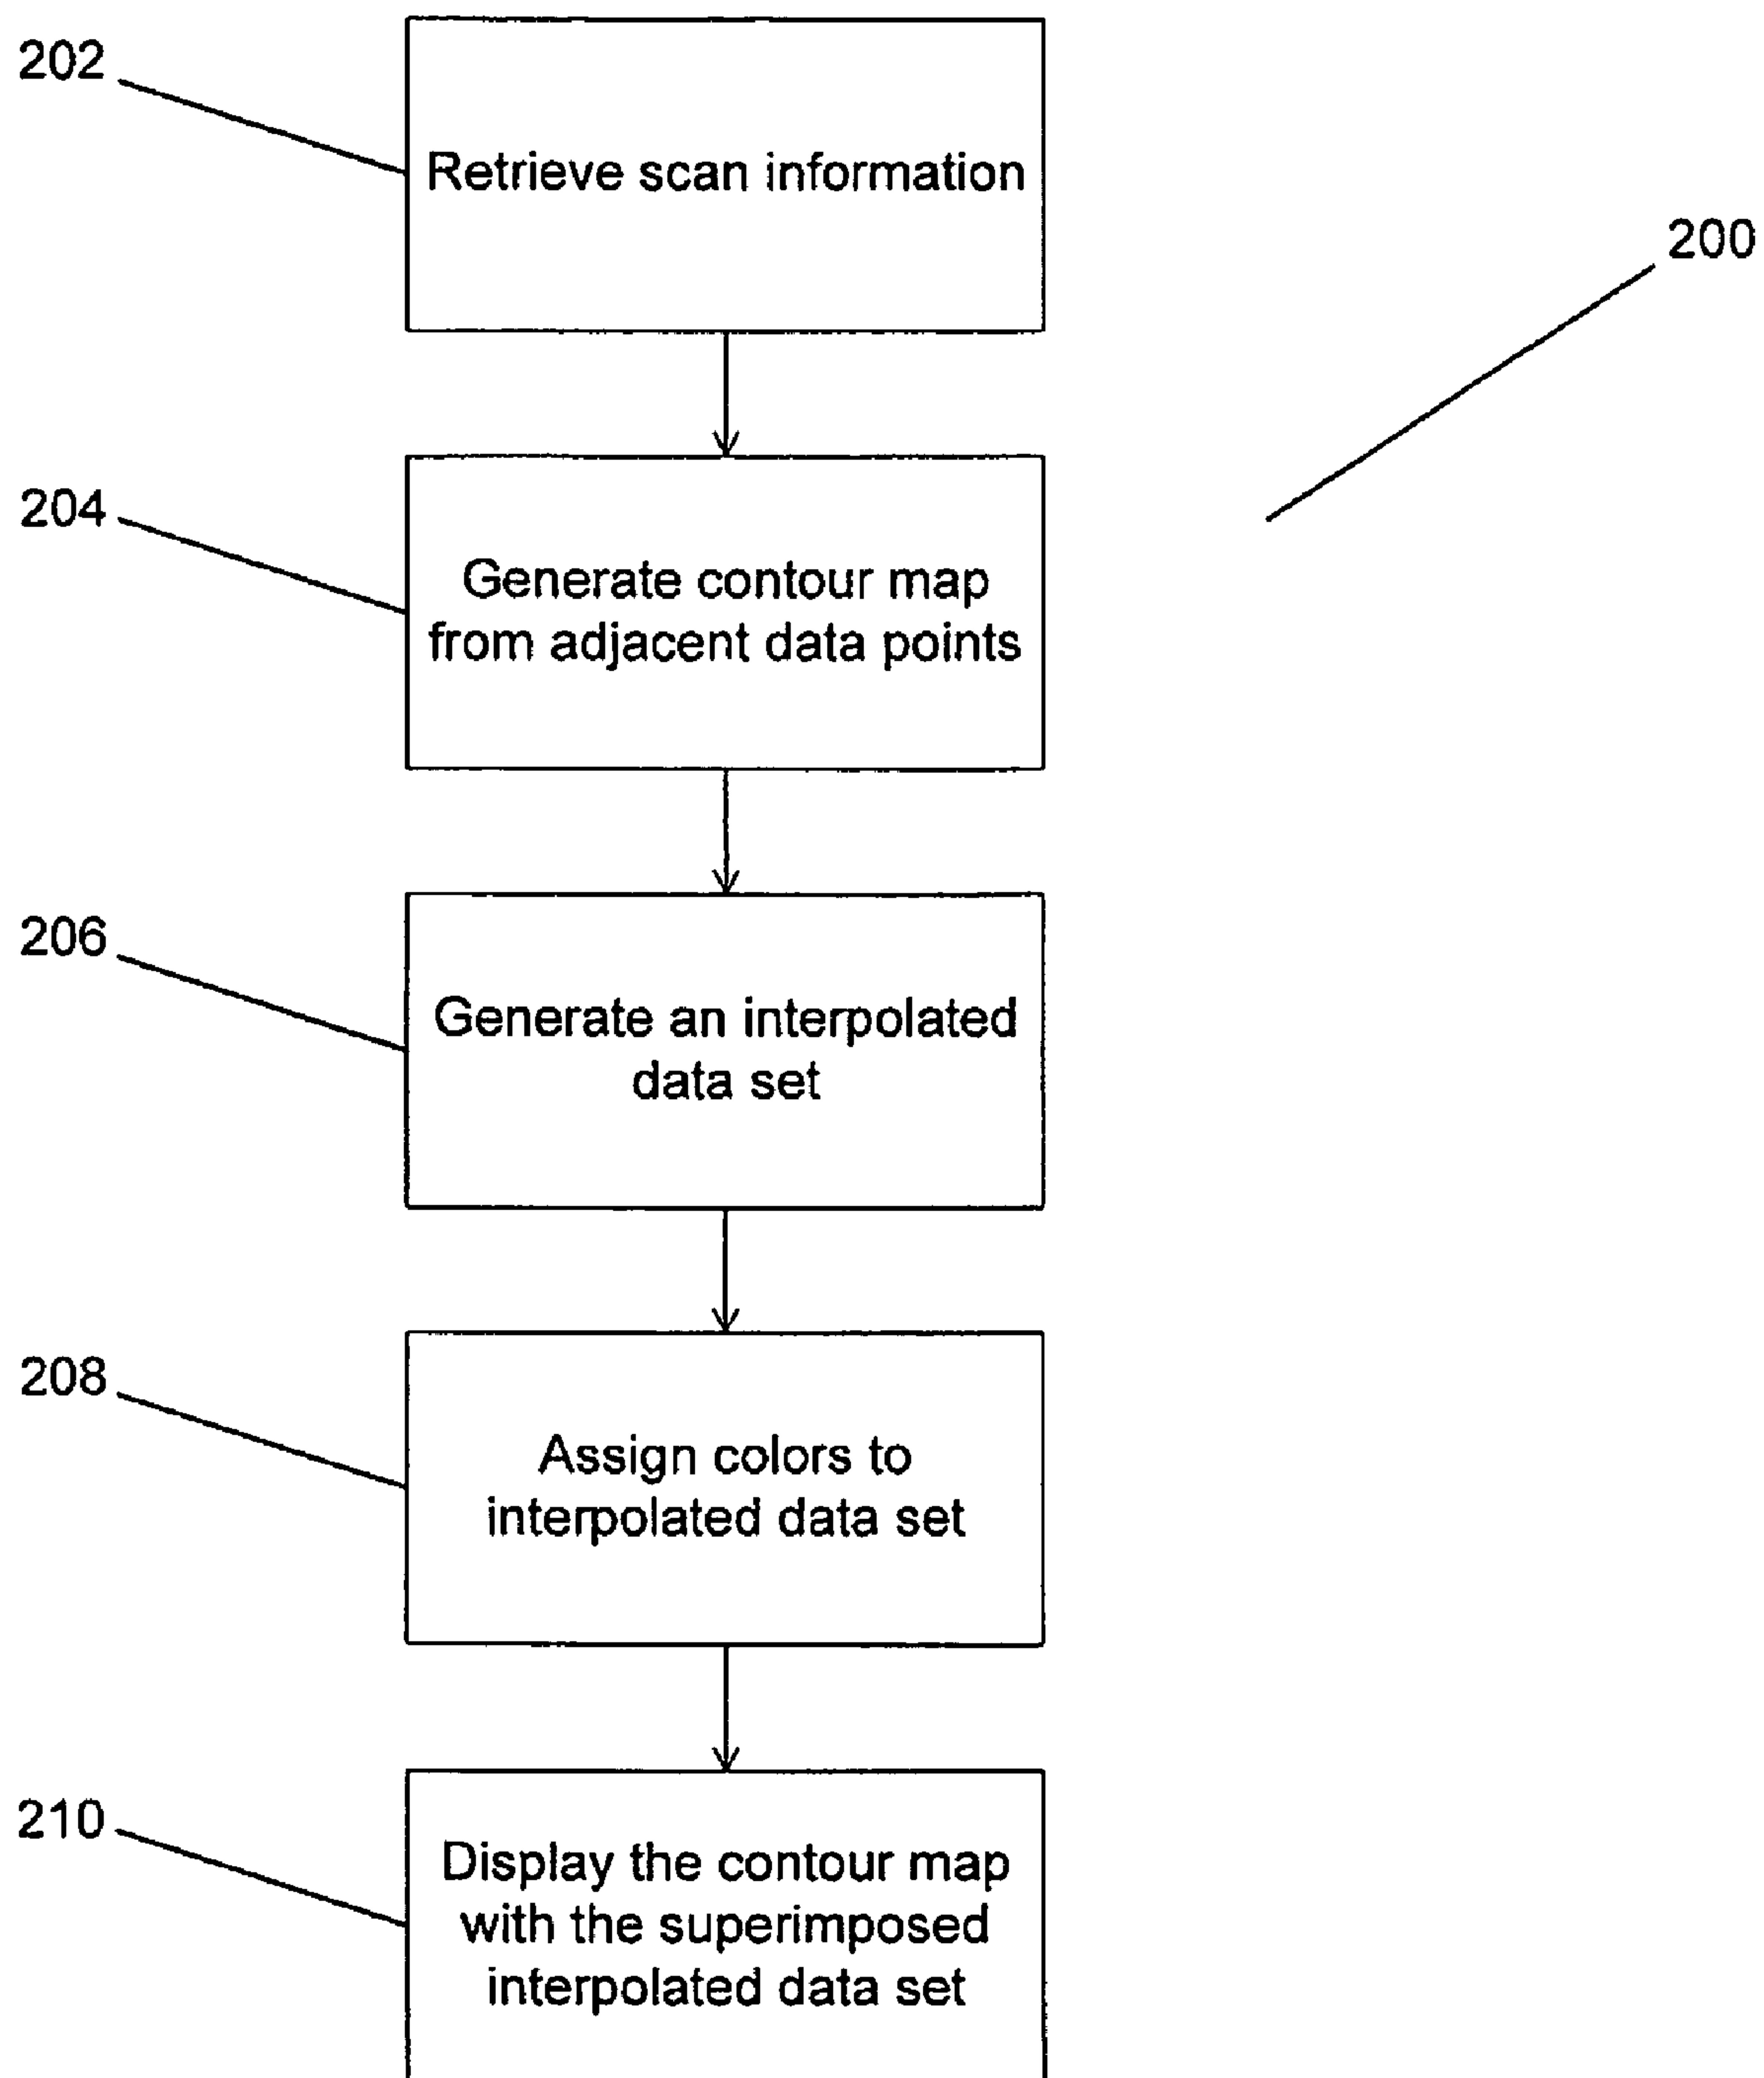 202
Retrieve scan information
200
204
Generate contour map
from adjacent data points
206
Generate an interpolated
data set
208
Assign colors to
interpolated data set
210
Display the contour map
with the superimposed
interpolated data set